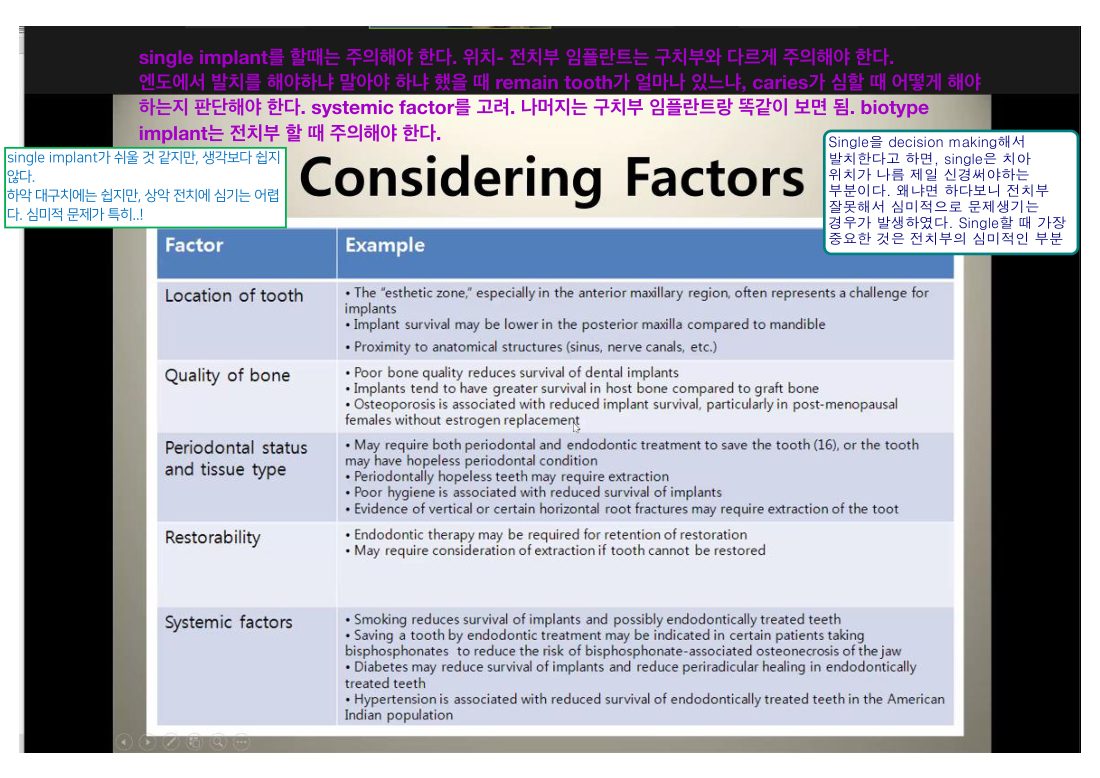 single implant를 할때는 주의해야 한다. 위치- 전치부 임플란트는 구치부와 다르게 주의해야 한다.
엔도에서 발치를 해야하냐 말아야 하냐 했을 때 remain tooth가 얼마나 있느냐, caries가 심할 때 어떻게 해야
하는지 판단해야 한다. systemic factor를 고려. 나머지는 구치부 임플란트랑 똑같이 보면 됨. biotype
implant는 전치부 할 때 주의해야 한다.
single implant가 쉬울 것 같지만, 생각보다 쉽지
않다.
하악 대구치에는 쉽지만, 상악 전치에 심기는 어렵
다. 심미적 문제가 특히..!
Considering Factors
Single을 decision making해서
발치한다고 하면, single은 치아
위치가 나름 제일 신경써야하는
부분이다. 왜냐면 하다보니 전치부
잘못해서 심미적으로 문제생기는
경우가 발생하였다. Single할 때 가장
중요한 것은 전치부의 심미적인 부분
Factor
Example
Location of tooth
• The “esthetic zone,” especially in the anterior maxillary region, often represents a challenge for
implants
• Implant survival may be lower in the posterior maxilla compared to mandible
• Proximity to anatomical structures (sinus, nerve canals, etc.)
Quality of bone
• Poor bone quality reduces survival of dental implants
• Implants tend to have greater survival in host bone compared to graft bone
• Osteoporosis is associated with reduced implant survival, particularly in post-menopausal
females without estrogen replacement
Periodontal status
and tissue type
• May require both periodontal and endodontic treatment to save the tooth (16), or the tooth
may have hopeless periodontal condition
• Periodontally hopeless teeth may require extraction
• Poor hygiene is associated with reduced survival of implants
• Evidence of vertical or certain horizontal root fractures may require extraction of the toot
Restorability
• Endodontic therapy may be required for retention of restoration
• May require consideration of extraction if tooth cannot be restored
Systemic factors
• Smoking reduces survival of implants and possibly endodontically treated teeth
• Saving a tooth by endodontic treatment may be indicated in certain patients taking
bisphosphonates to reduce the risk of bisphosphonate-associated osteonecrosis of the jaw
• Diabetes may reduce survival of implants and reduce periradicular healing in endodontically
treated teeth
• Hypertension is associated with reduced survival of endodontically treated teeth in the American
Indian population